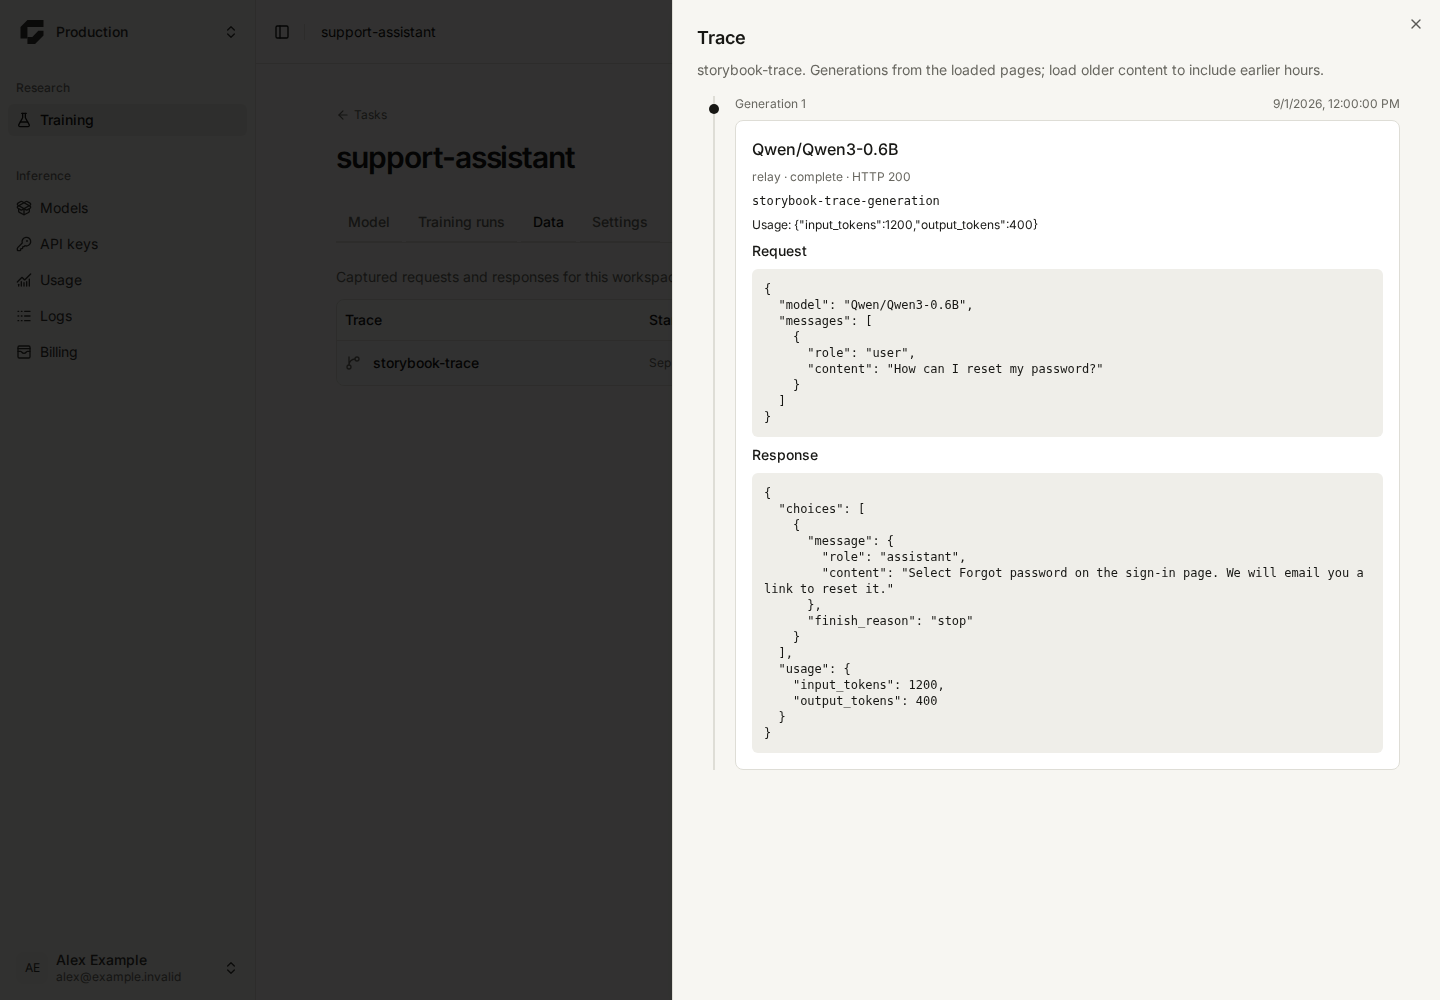 Production
Research
Training
Inference
Models
API keys
Usage
Logs
Billing
AE
Alex Example
alex@example.invalid
support-assistant
Tasks
support-assistant
Model Training runs Data Settings
Captured requests and responses for this
Trace
storybook-trace
Trace
storybook-trace. Generations from the loaded pages; load older content to include earlier hours.
Generation 1 9/1/2026, 12:00:00 PM
Qwen/Qwen3-0.6B
relay · complete · HTTP 200
storybook-trace-generation
Usage: {"input_tokens":1200,"output_tokens":400}
Request
{
  "model": "Qwen/Qwen3-0.6B",
  "messages": [
    {
      "role": "user",
      "content": "How can I reset my password?"
    }
  ]
}
Response
{
  "choices": [
    {
      "message": {
        "role": "assistant",
        "content": "Select Forgot password on the sign-in page. We will email you a
link to reset it."
      },
      "finish_reason": "stop"
    }
  ],
  "usage": {
    "input_tokens": 1200,
    "output_tokens": 400
  }
}